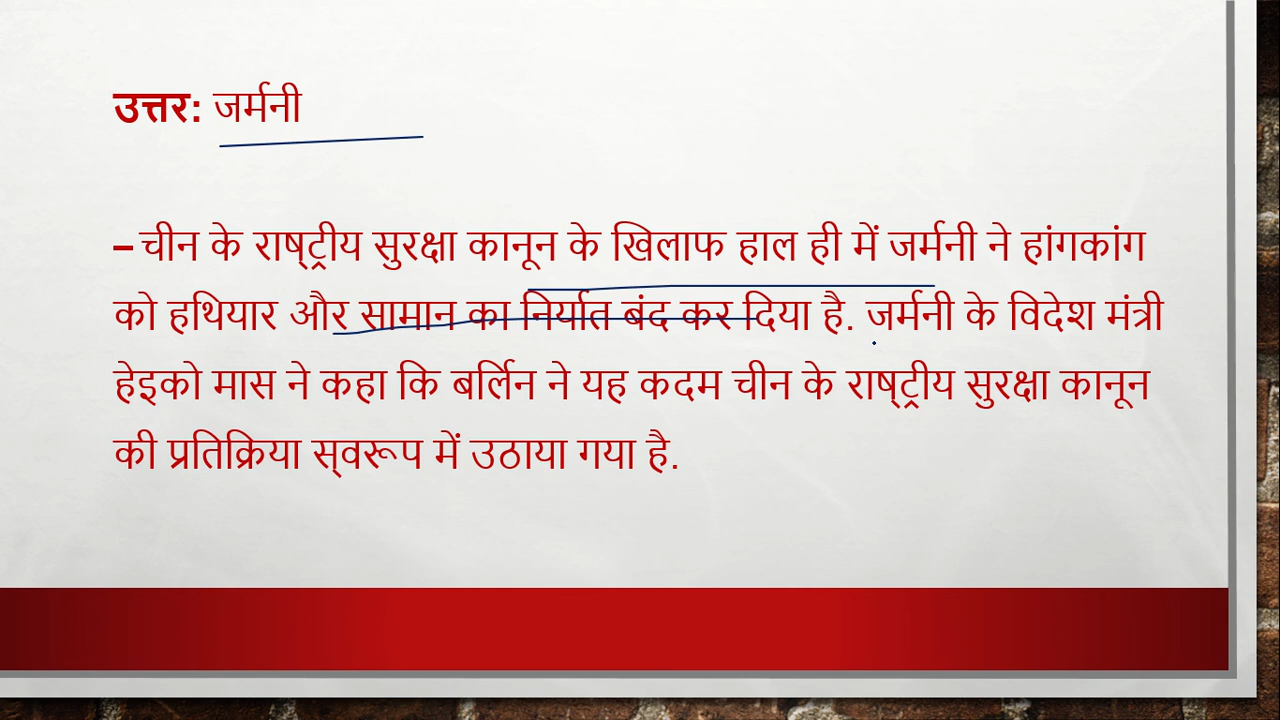 उत्तर: जर्मनी
– चीन के राष्ट्रीय सुरक्षा कानून के खिलाफ हाल ही में जर्मनी ने हांगकांग
को हथियार और सामान का निर्यात बंद कर दिया है. जर्मनी के विदेश मंत्री
हेइको मास ने कहा कि बर्लिन ने यह कदम चीन के राष्ट्रीय सुरक्षा कानून
की प्रतिक्रिया स्वरूप में उठाया गया है.